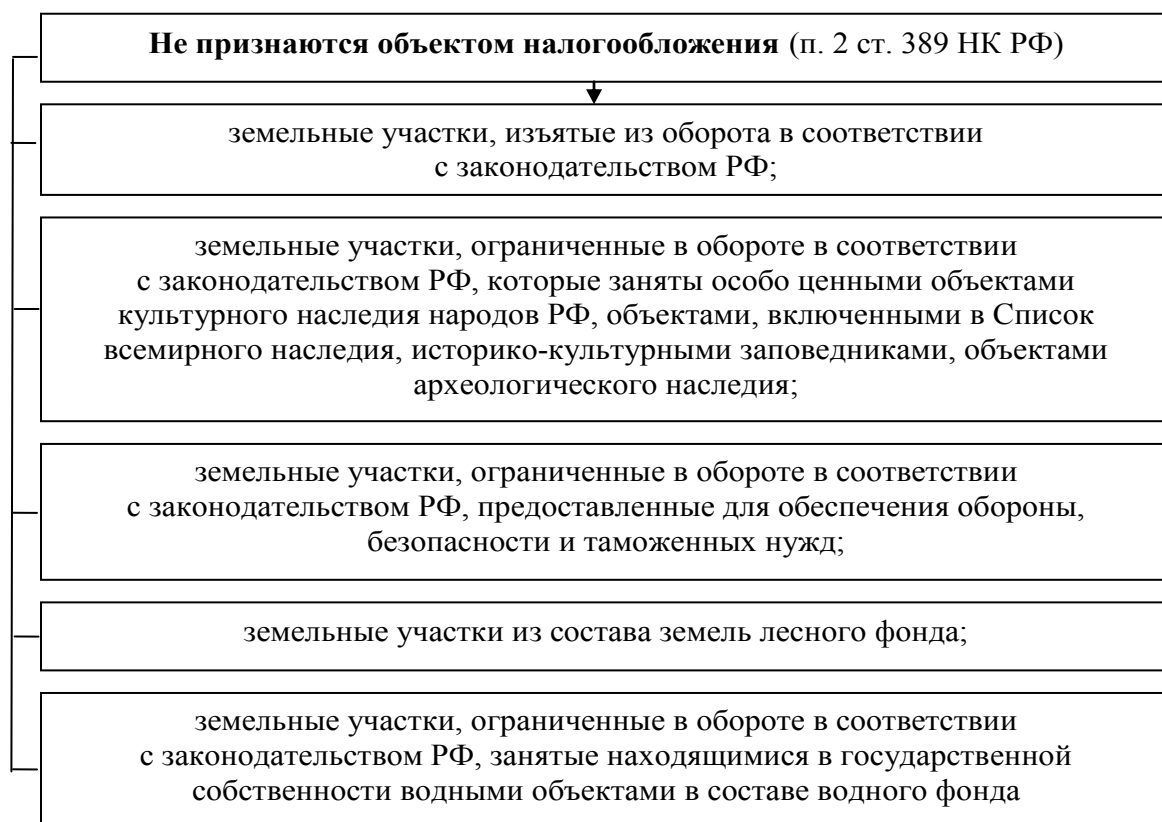 Не признаются объектом налогообложения (п. 2 ст. 389 НК РФ)
земельные участки, изъятые из оборота в соответствии
с законодательством РФ;
земельные участки, ограниченные в обороте в соответствии
с законодательством РФ, которые заняты особо ценными объектами
культурного наследия народов РФ, объектами, включенными в Список
всемирного наследия, историко-культурными заповедниками, объектами
археологического наследия;
земельные участки, ограниченные в обороте в соответствии
с законодательством РФ, предоставленные для обеспечения обороны,
безопасности и таможенных нужд;
земельные участки из состава земель лесного фонда;
земельные участки, ограниченные в обороте в соответствии
с законодательством РФ, занятые находящимися в государственной
собственности водными объектами в составе водного фонда